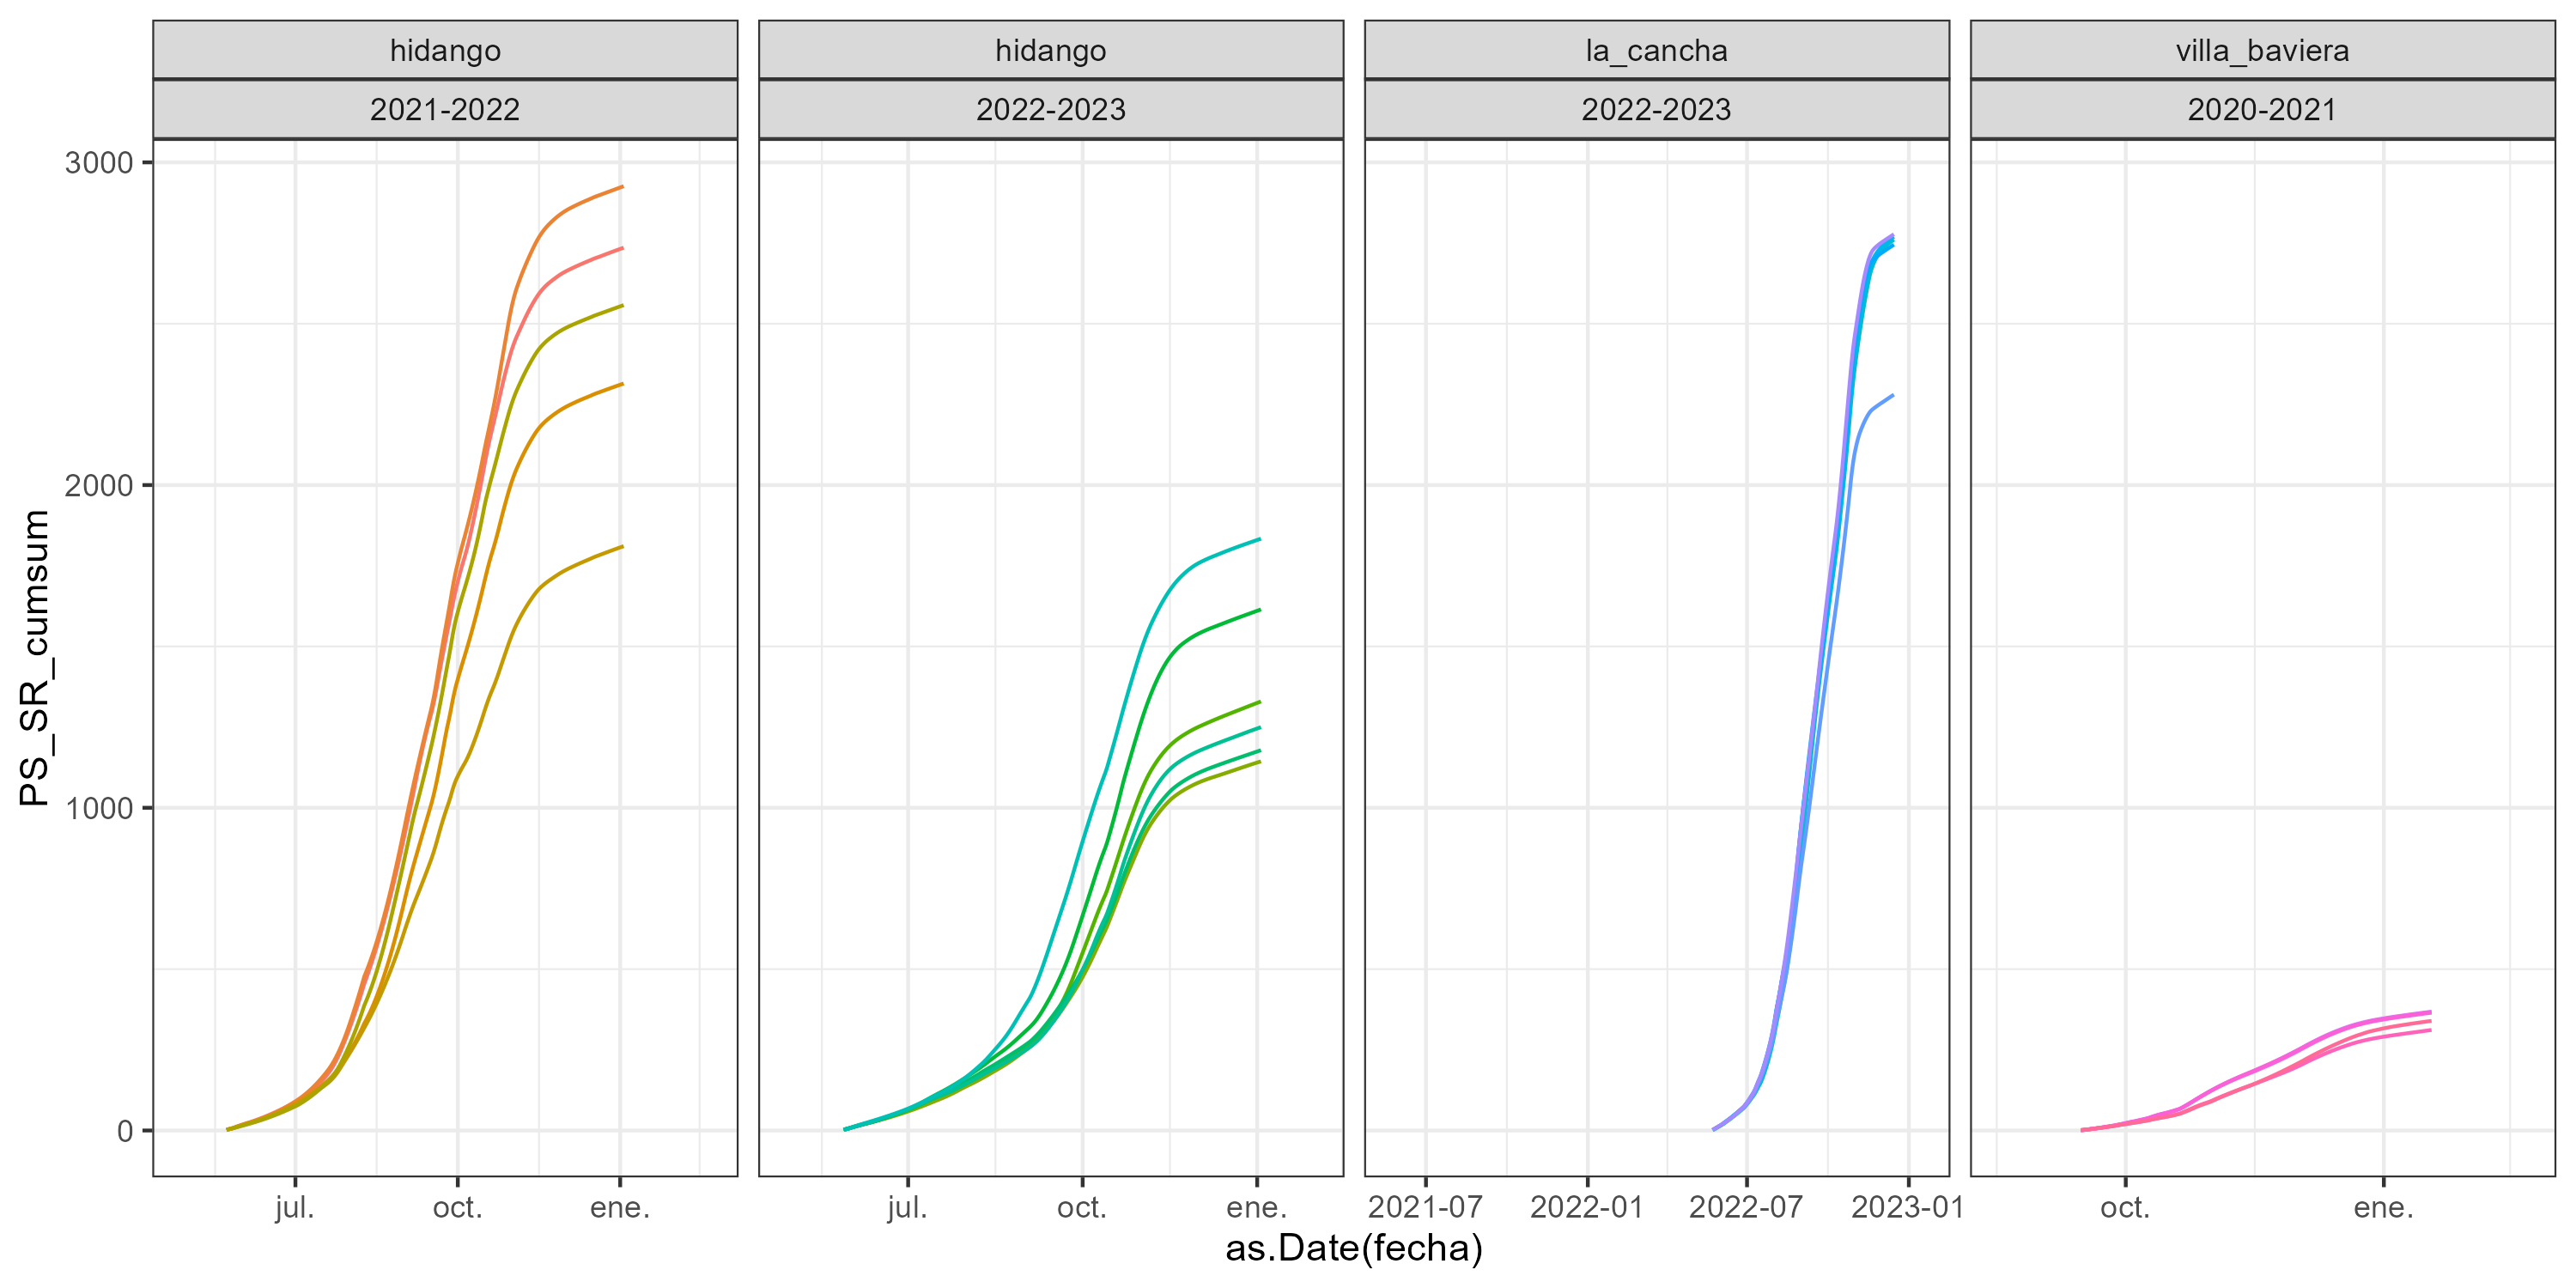 hidango
hidango
la_cancha
villa_baviera
2021-2022
2022-2023
2022-2023
2020-2021
3000
2000
1000
0
PS_SR_cumsum
jul.
oct.
ene.
jul.
oct.
ene.
2021-07
2022-01
2022-07
2023-01
oct.
ene.
as.Date(fecha)